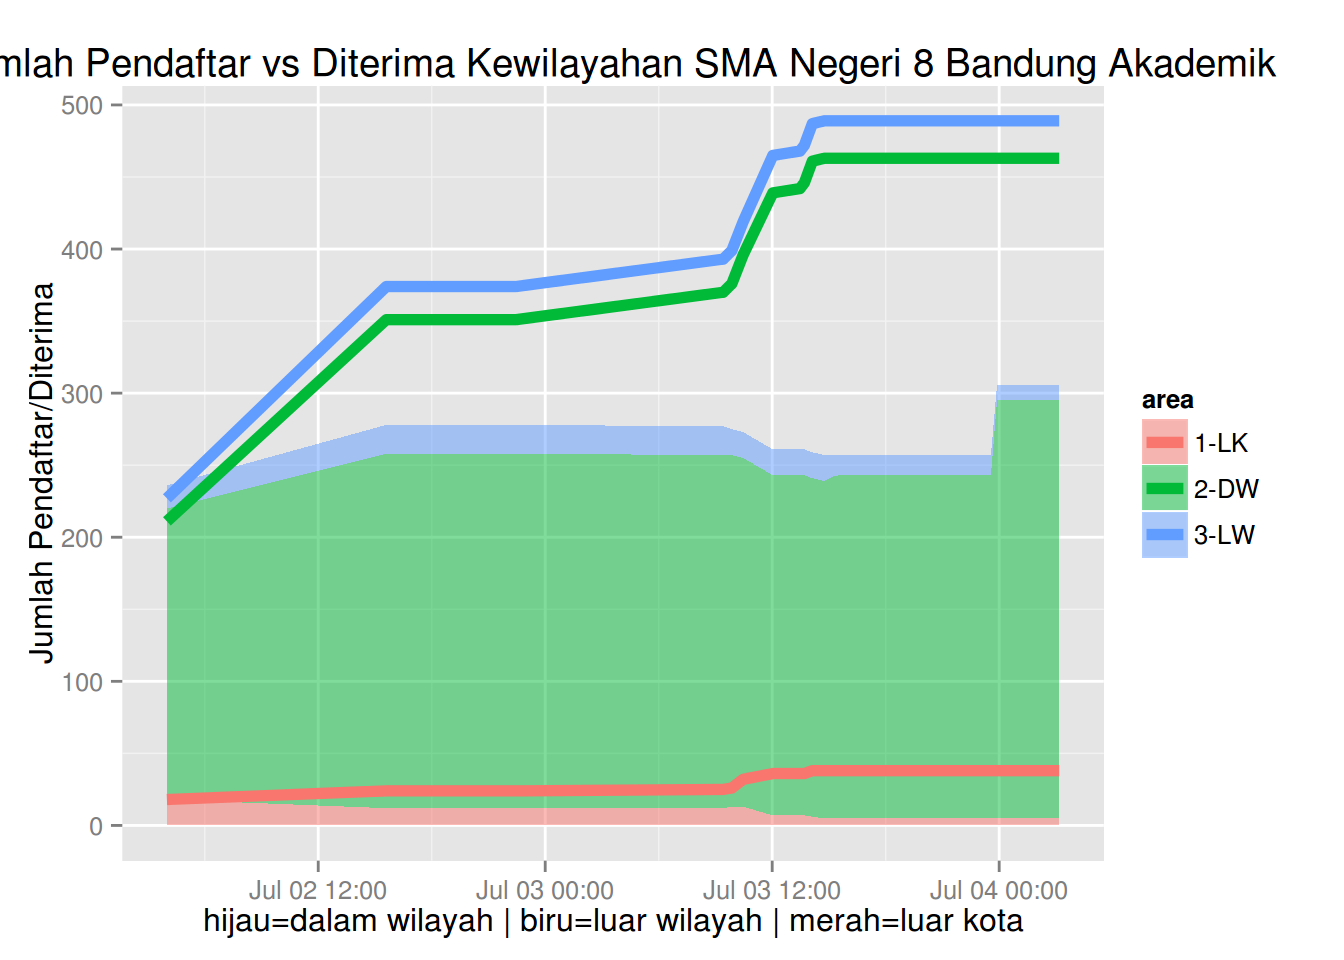 mlah Pendaftar vs Diterima Kewilayahan SMA Negeri 8 Bandung Akademik
Jumlah Pendaftar/Diterima
500
400
300
200
100
0
Jul 02 12:00
Jul 03 00:00
Jul 03 12:00
Jul 04 00:00
hijau=dalam wilayah | biru=luar wilayah | merah=luar kota
area
1-LK
2-DW
3-LW